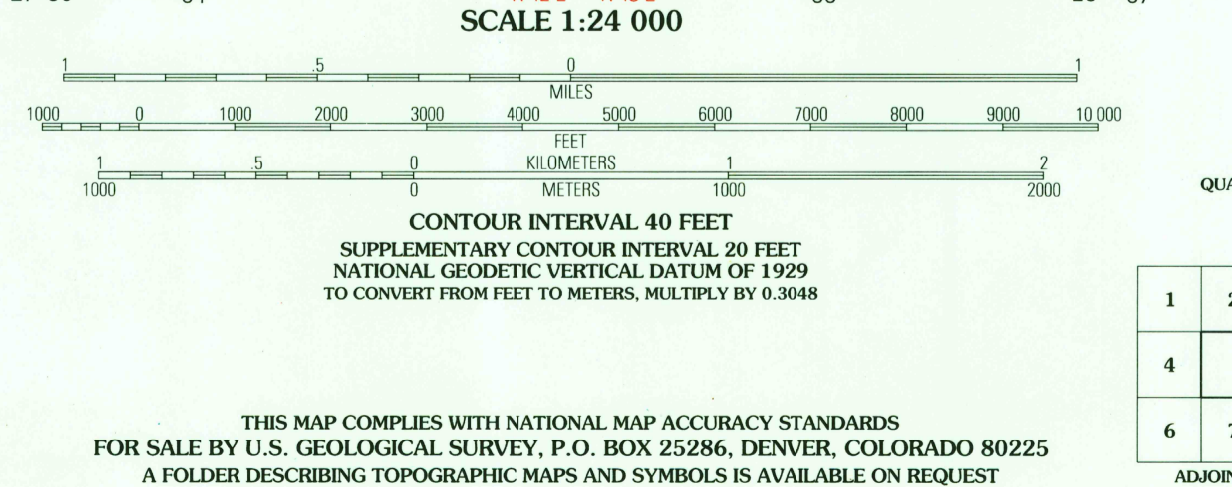 SCALE 1:24 000
1 .5 0 1
MILES
1000 0 1000 2000 3000 4000 5000 6000 7000 8000 9000 10 000
FEET
1 .5 0 KILOMETERS 1 2
1000 0 METERS 1000 2000
CONTOUR INTERVAL 40 FEET
SUPPLEMENTARY CONTOUR INTERVAL 20 FEET
NATIONAL GEODETIC VERTICAL DATUM OF 1929
TO CONVERT FROM FEET TO METERS, MULTIPLY BY 0.3048
THIS MAP COMPLIES WITH NATIONAL MAP ACCURACY STANDARDS
FOR SALE BY U.S. GEOLOGICAL SURVEY, P.O. BOX 25286, DENVER, COLORADO 80225
A FOLDER DESCRIBING TOPOGRAPHIC MAPS AND SYMBOLS IS AVAILABLE ON REQUEST
QUA
1
4
6
ADJOIN